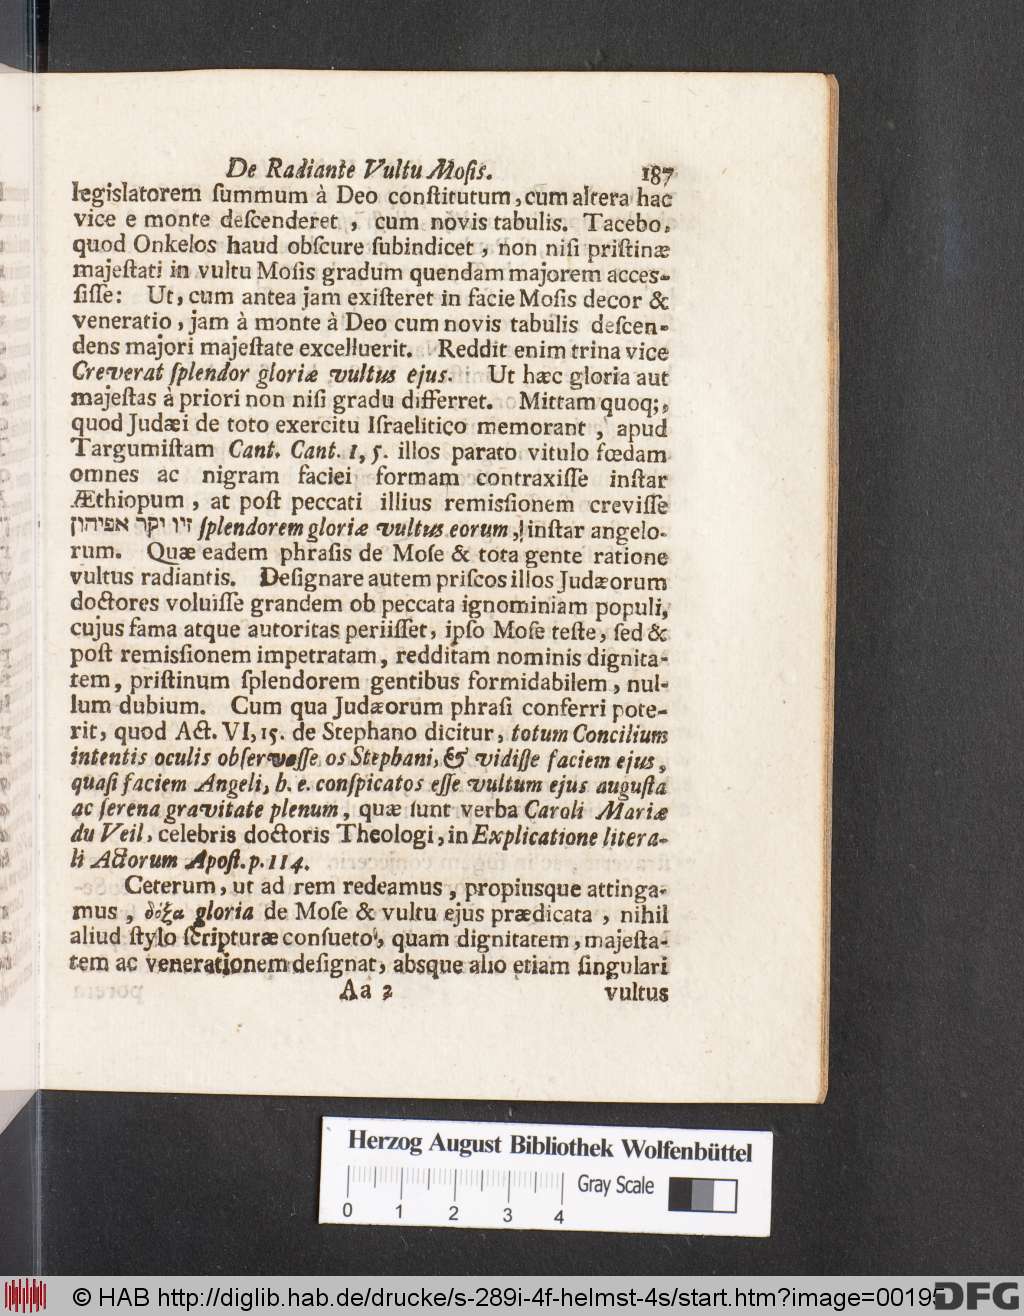 De Radiante Vultu Mosis. 187
legislatorem ſummum à Deo conſtitutum, cum altera hac
vice e monte deſcenderet, cum novis tabulis. Tacebo,
quod Onkelos haud obſcure ſubindicet, non niſi priſtinæ
majeſtati in vultu Moſis gradum quendam majorem acceſ-
ſiſſe: Ut, cum antea jam exiſteret in facie Moſis decor &
veneratio, jam à monte à Deo cum novis tabulis deſcen-
dens majori majeſtate excelluerit. Reddit enim trina vice
Creverat ſplendor gloriæ vultus ejus. Ut hæc gloria aut
majeſtas à priori non niſi gradu differret. Mittam quoq;,
quod Judæi de toto exercitu Iſraelitico memorant, apud
Targumiſtam Cant. Cant. 1, 5. illos parato vitulo fœdam
omnes ac nigram faciei formam contraxiſſe inſtar
Æthiopum, at poſt peccati illius remisſionem creviſſe
זיו יקר אפיהון ſplendorem gloriæ vultus eorum, inſtar angelo-
rum. Quæ eadem phraſis de Moſe & tota gente ratione
vultus radiantis. Deſignare autem priſcos illos Judæorum
doctores voluiſſe grandem ob peccata ignominiam populi,
cujus fama atque autoritas periiſſet, ipſo Moſe teſte, ſed &
poſt remisſionem impetratam, redditam nominis dignita-
tem, priſtinum ſplendorem gentibus formidabilem, nul-
lum dubium. Cum qua Judæorum phraſi conferri pote-
rit, quod Act. VI, 15. de Stephano dicitur, totum Concilium
intentis oculis obſervaſſe os Stephani, & vidiſſe faciem ejus,
quaſi faciem Angeli, h. e. conſpicatos eſſe vultum ejus auguſta
ac ſerena gravitate plenum, quæ ſunt verba Caroli Mariæ
du Veil, celebris doctoris Theologi, in Explicatione litera-
li Actorum Apoſt. p. 114.
Ceterum, ut ad rem redeamus, propiusque attinga-
mus, δόξα gloria de Moſe & vultu ejus prædicata, nihil
aliud ſtylo ſcripturæ conſueto, quam dignitatem, majeſta-
tem ac venerationem deſignat, absque alio etiam ſingulari
Aa 2 vultus
Herzog August Bibliothek Wolfenbüttel
Gray Scale
0 1 2 3 4
© HAB http://diglib.hab.de/drucke/s-289i-4f-helmst-4s/start.htm?image=00195
DFG